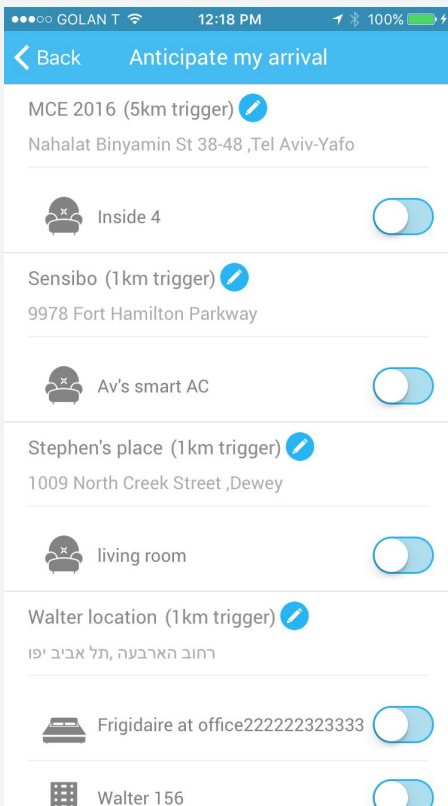 GOLAN T 12:18 PM 100%
Back Anticipate my arrival
MCE 2016 (5km trigger)
Nahalat Binyamin St 38-48 ,Tel Aviv-Yafo
Inside 4
Sensibo (1km trigger)
9978 Fort Hamilton Parkway
Av's smart AC
Stephen's place (1km trigger)
1009 North Creek Street ,Dewey
living room
Walter location (1km trigger)
רחוב הארבעה ,תל אביב יפו
Frigidaire at office222222323333
Walter 156